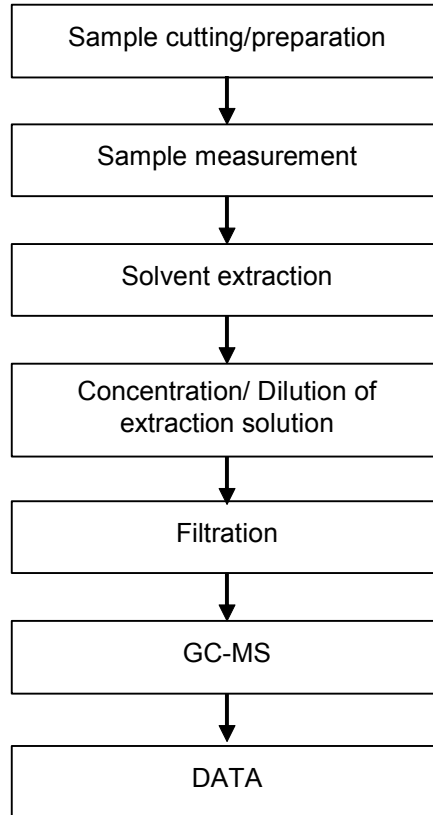 Sample cutting/preparation
Sample measurement
Solvent extraction
Concentration/ Dilution of
extraction solution
Filtration
GC-MS
DATA